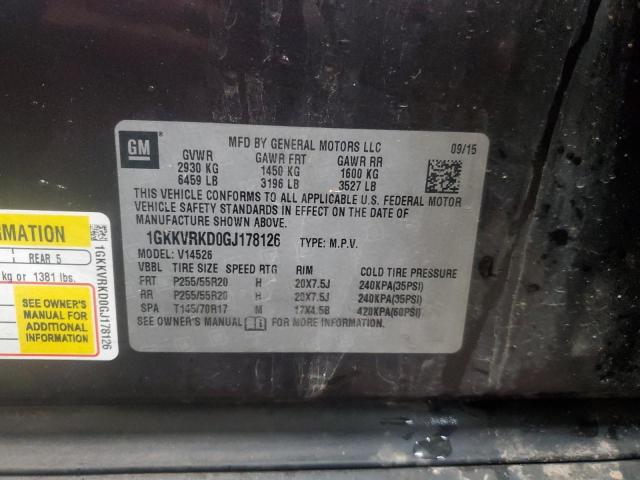 GM
MFD BY GENERAL MOTORS LLC
09/15
GVWR GAWR FRT GAWR RR
2930 KG 1450 KG 1600 KG
6459 LB 3196 LB 3527 LB
THIS VEHICLE CONFORMS TO ALL APPLICABLE U.S. FEDERAL MOTOR
VEHICLE SAFETY STANDARDS IN EFFECT ON THE DATE OF
MANUFACTURE SHOWN ABOVE.
1GKKVRKD0GJ178126 TYPE: M.P.V.
MODEL: V14526
VBBL TIRE SIZE SPEED RTG RIM COLD TIRE PRESSURE
FRT P255/55R20 H 20X7.5J 240KPA(35PSI)
RR P255/55R20 H 20X7.5J 240KPA(35PSI)
SPA T145/70R17 M 17X4.5B 420KPA(60PSI)
SEE OWNER'S MANUAL FOR MORE INFORMATION.
REAR 5
kg or 1381 lbs.
SEE OWNER'S
MANUAL FOR
ADDITIONAL
INFORMATION
1GKKVRKD0GJ178126